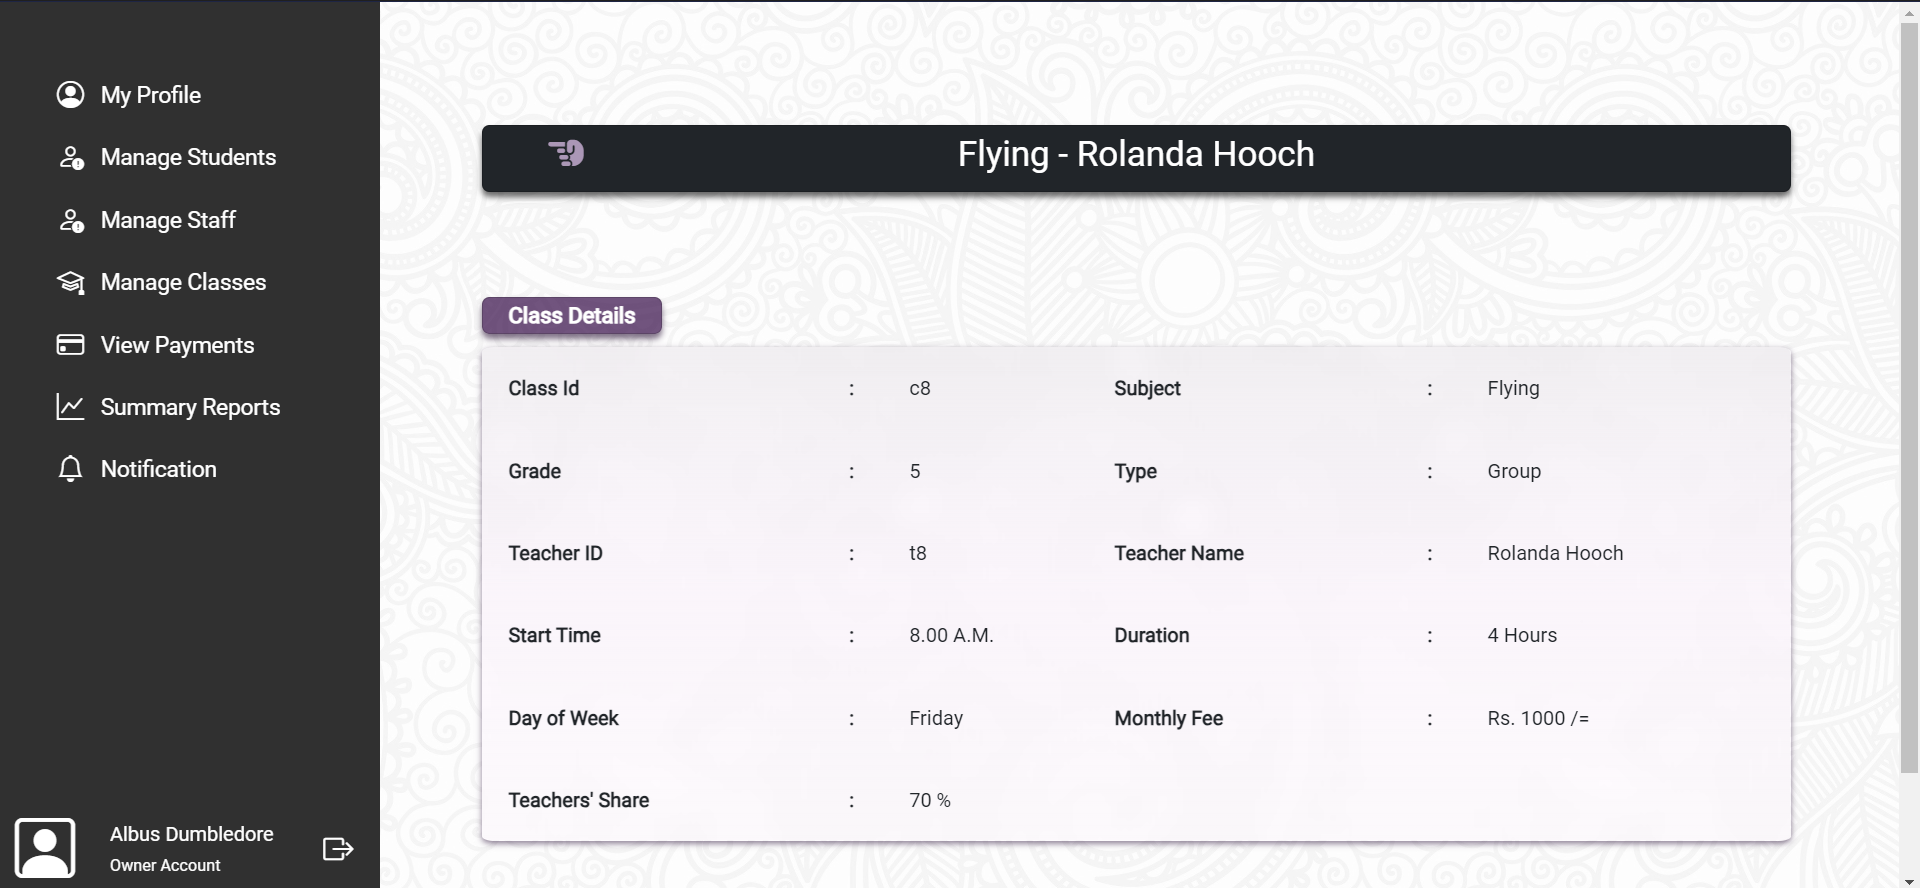 My Profile
Manage Students
Manage Staff
Manage Classes
View Payments
Summary Reports
Notification
Albus Dumbledore
Owner Account
Flying - Rolanda Hooch
Class Details
Class Id : c8 Subject : Flying
Grade : 5 Type : Group
Teacher ID : t8 Teacher Name : Rolanda Hooch
Start Time : 8.00 A.M. Duration : 4 Hours
Day of Week : Friday Monthly Fee : Rs. 1000 /=
Teachers' Share : 70 %